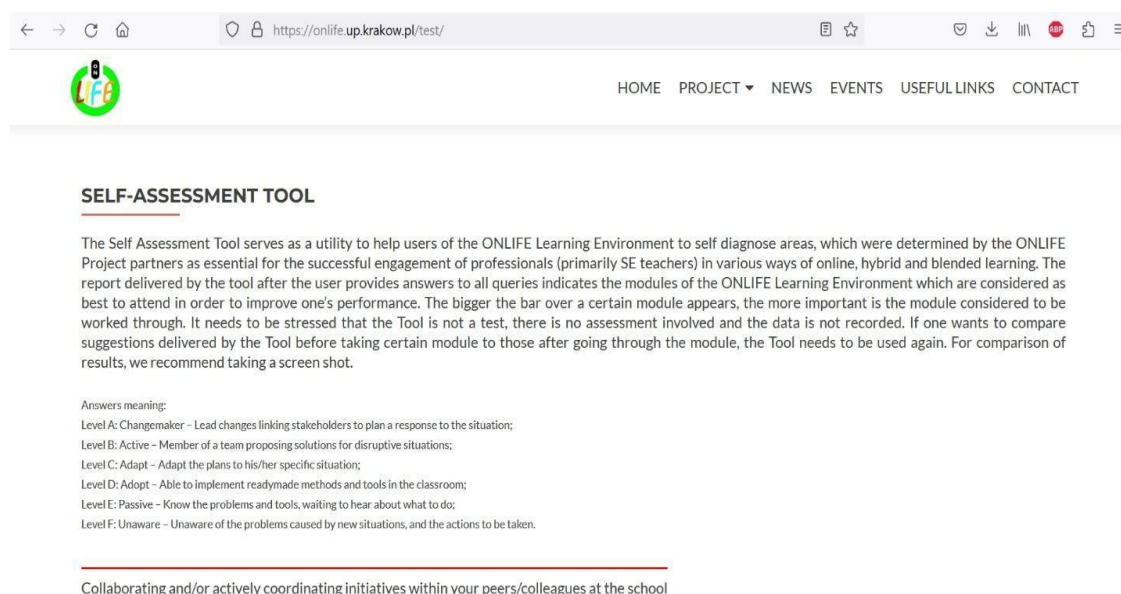 https://onlife.up.krakow.pl/test/
ABP
ON
LIFE
HOME PROJECT NEWS EVENTS USEFUL LINKS CONTACT
SELF-ASSESSMENT TOOL
The Self Assessment Tool serves as a utility to help users of the ONLIFE Learning Environment to self diagnose areas, which were determined by the ONLIFE
Project partners as essential for the successful engagement of professionals (primarily SE teachers) in various ways of online, hybrid and blended learning. The
report delivered by the tool after the user provides answers to all queries indicates the modules of the ONLIFE Learning Environment which are considered as
best to attend in order to improve one's performance. The bigger the bar over a certain module appears, the more important is the module considered to be
worked through. It needs to be stressed that the Tool is not a test, there is no assessment involved and the data is not recorded. If one wants to compare
suggestions delivered by the Tool before taking certain module to those after going through the module, the Tool needs to be used again. For comparison of
results, we recommend taking a screen shot.
Answers meaning:
Level A: Changemaker – Lead changes linking stakeholders to plan a response to the situation;
Level B: Active – Member of a team proposing solutions for disruptive situations;
Level C: Adapt – Adapt the plans to his/her specific situation;
Level D: Adopt – Able to implement readymade methods and tools in the classroom;
Level E: Passive – Know the problems and tools, waiting to hear about what to do;
Level F: Unaware – Unaware of the problems caused by new situations, and the actions to be taken.
Collaborating and/or actively coordinating initiatives within your peers/colleagues at the school